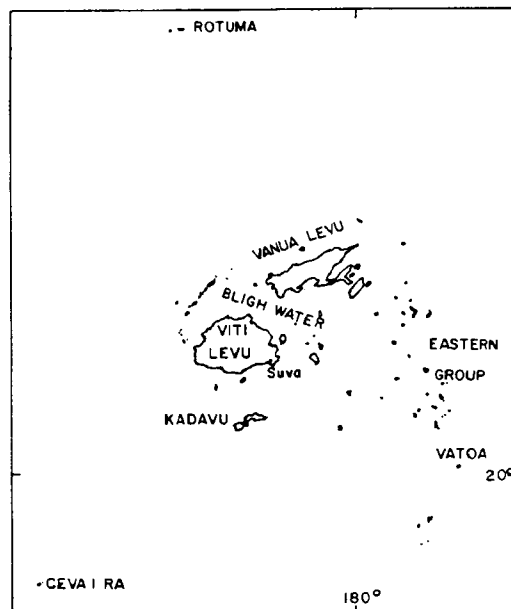 ROTUMA
VANUA LEVU
BLIGH WATER
VITI
LEVU
EASTERN
Suva
GROUP
KADAVU
VATOA
20°
CEVA I RA
180°